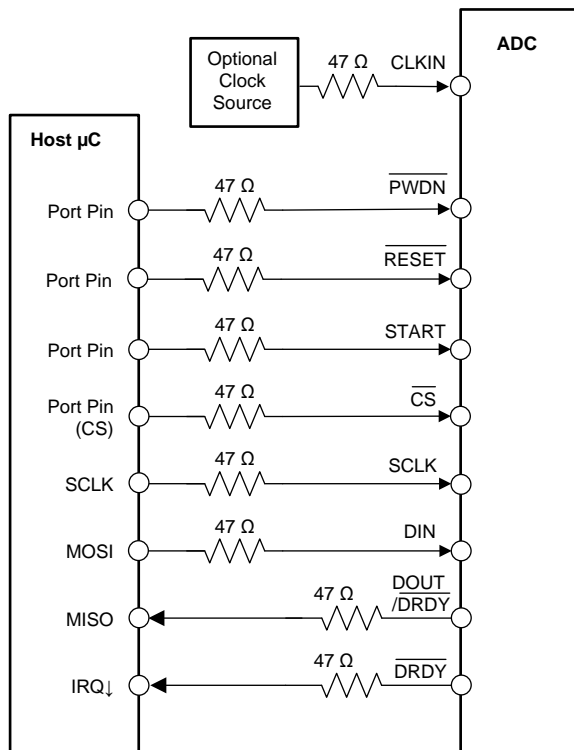 ADC
Optional
Clock
Source
47 Ω
CLKIN
Host µC
Port Pin
47 Ω
PWDN
Port Pin
47 Ω
RESET
Port Pin
47 Ω
START
Port Pin
(CS)
47 Ω
CS
SCLK
47 Ω
SCLK
MOSI
47 Ω
DIN
MISO
47 Ω
DOUT
/DRDY
IRQ↓
47 Ω
DRDY